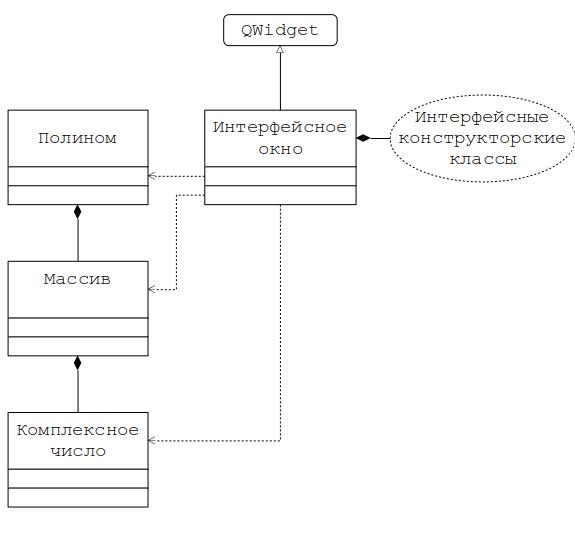 QWidget
Полином
Интерфейсное
окно
Интерфейсные
конструкторские
классы
Массив
Комплексное
число